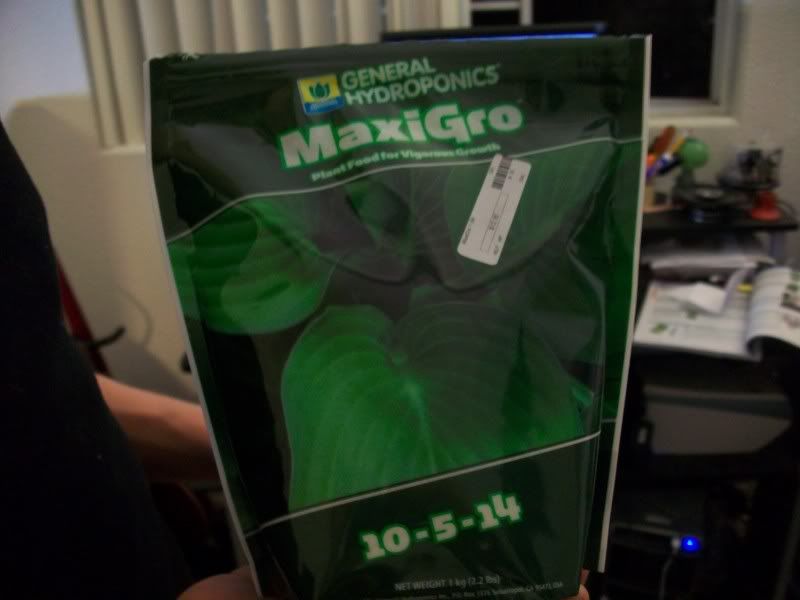 GENERAL
HYDROPONICS
MaxiGro
Plant Food for Vigorous Growth
10-5-14
NET WEIGHT 1 kg (2.2 lbs)